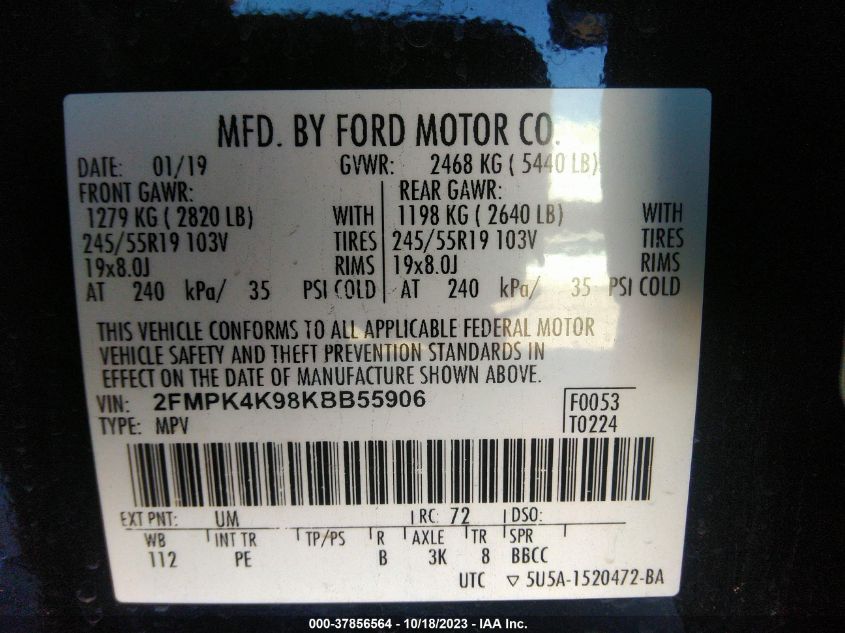 MFD. BY FORD MOTOR CO.
DATE: 01/19 GVWR: 2468 KG ( 5440 LB)
FRONT GAWR: REAR GAWR:
1279 KG ( 2820 LB) WITH 1198 KG ( 2640 LB) WITH
245/55R19 103V TIRES 245/55R19 103V TIRES
19x8.0J RIMS 19x8.0J RIMS
AT 240 kPa/ 35 PSI COLD AT 240 kPa/ 35 PSI COLD
THIS VEHICLE CONFORMS TO ALL APPLICABLE FEDERAL MOTOR
VEHICLE SAFETY AND THEFT PREVENTION STANDARDS IN
EFFECT ON THE DATE OF MANUFACTURE SHOWN ABOVE.
VIN: 2FMPK4K98KBB55906 F0053
TYPE: MPV T0224
EXT PNT: UM RC: 72 DSO:
WB INT TR TP/PS R AXLE TR SPR
112 PE B 3K 8 BBCC
UTC ▽ 5U5A-1520472-BA
000-37856564 - 10/18/2023 - IAA Inc.